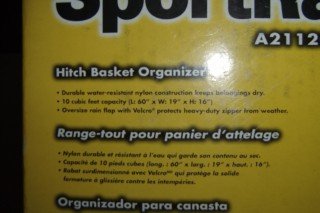 SportRa
A2112
Hitch Basket Organizer
• Durable water-resistant nylon construction keeps belongings dry.
• 10 cubic feet capacity (L: 60" x W: 19" x H: 16")
• Oversize rain flap with Velcro® protects heavy-duty zipper from weather.
Range-tout pour panier d'attelage
• Nylon durable et résistant à l'eau qui garde son contenu au sec.
• Capacité de 10 pieds cubes (long. : 60" x larg. : 19" x haut. : 16").
• Rabat surdimensionné avec Velcro™ qui protège la solide
fermeture à glissière contre les intempéries.
Organizador para canasta